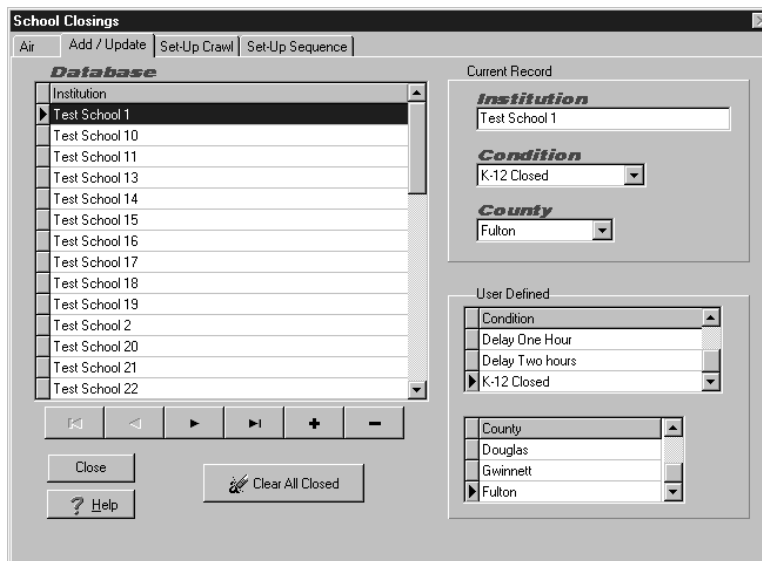 School Closings
Air
Add / Update
Set-Up Crawl
Set-Up Sequence
Database
Institution
Test School 1
Test School 10
Test School 11
Test School 13
Test School 14
Test School 15
Test School 16
Test School 17
Test School 18
Test School 19
Test School 2
Test School 20
Test School 21
Test School 22
Close
Help
Clear All Closed
Current Record
Institution
Test School 1
Condition
K-12 Closed
County
Fulton
User Defined
Condition
Delay One Hour
Delay Two hours
K-12 Closed
County
Douglas
Gwinnett
Fulton